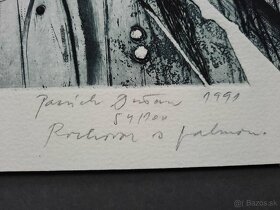 Dušan 1991
54/100
Rozhovor s palmou.
© bazos.sk